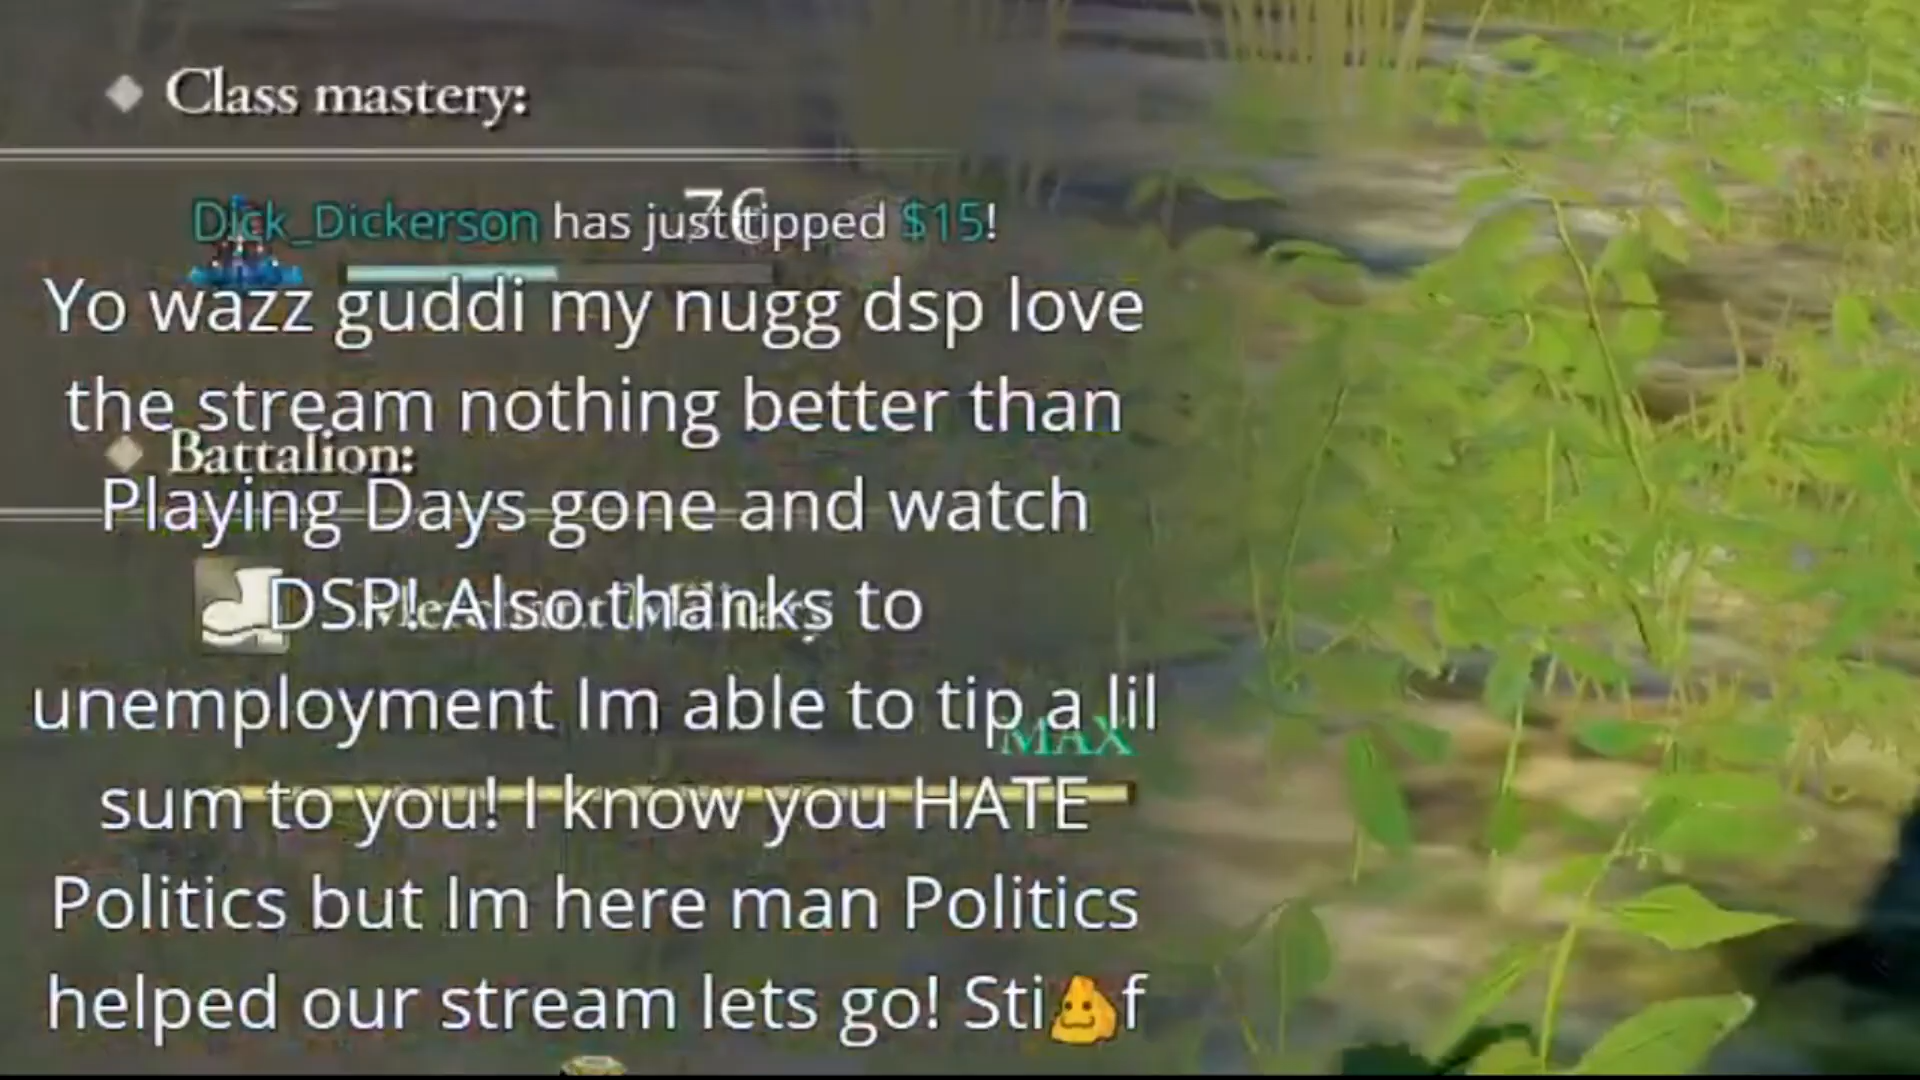 Class mastery:
Dick_Dickerson has just tipped $15!
76
Yo wazz guddi my nugg dsp love
the stream nothing better than
Battalion:
Playing Days gone and watch
DSP! Also thanks to
unemployment Im able to tip a lil
MAX
sum to you! I know you HATE
Politics but Im here man Politics
helped our stream lets go! Sti🍗f